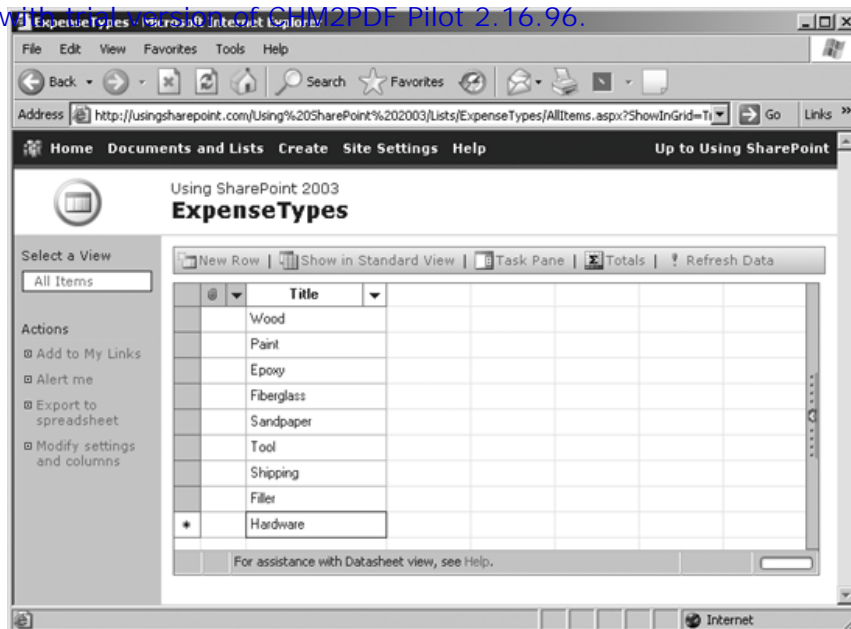 with trial version of CHM2PDF Pilot 2.16.96.
ExpenseTypes - Microsoft Internet Explorer
File Edit View Favorites Tools Help
Back Search Favorites
Address http://usingsharepoint.com/Using%20SharePoint%202003/Lists/ExpenseTypes/AllItems.aspx?ShowInGrid=Tr Go Links »
Home Documents and Lists Create Site Settings Help Up to Using SharePoint
Using SharePoint 2003
ExpenseTypes
Select a View
All Items
Actions
Add to My Links
Alert me
Export to
spreadsheet
Modify settings
and columns
New Row | Show in Standard View | Task Pane | Totals | Refresh Data
Title
Wood
Paint
Epoxy
Fiberglass
Sandpaper
Tool
Shipping
Filler
Hardware
For assistance with Datasheet view, see Help.
Internet